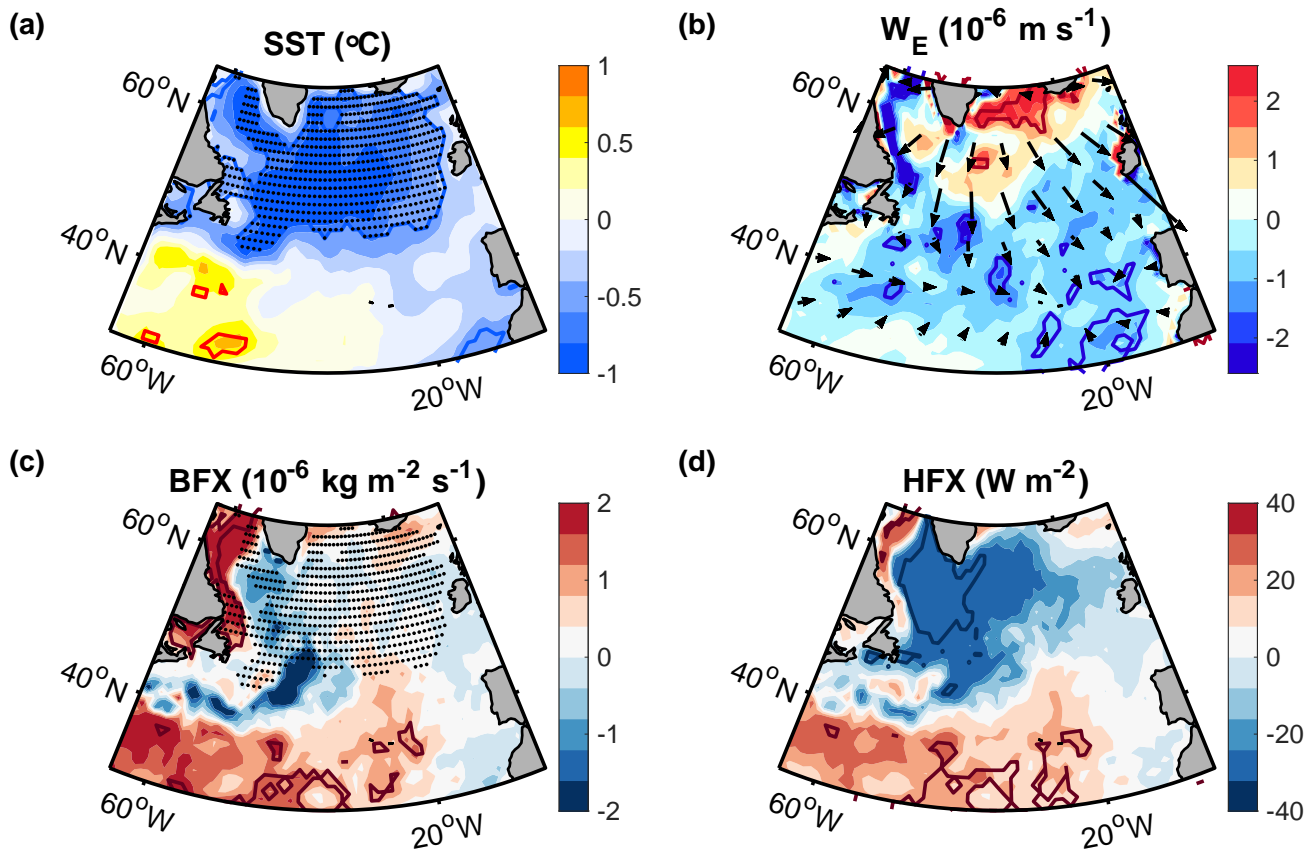 (a)
SST (°C)
60°N
40°N
60°W
20°W
1
0.5
0
-0.5
-1
(b)
W_E (10^-6 m s^-1)
60°N
40°N
60°W
20°W
2
1
0
-1
-2
(c)
BFX (10^-6 kg m^-2 s^-1)
60°N
40°N
60°W
20°W
2
1
0
-1
-2
(d)
HFX (W m^-2)
60°N
40°N
60°W
20°W
40
20
0
-20
-40